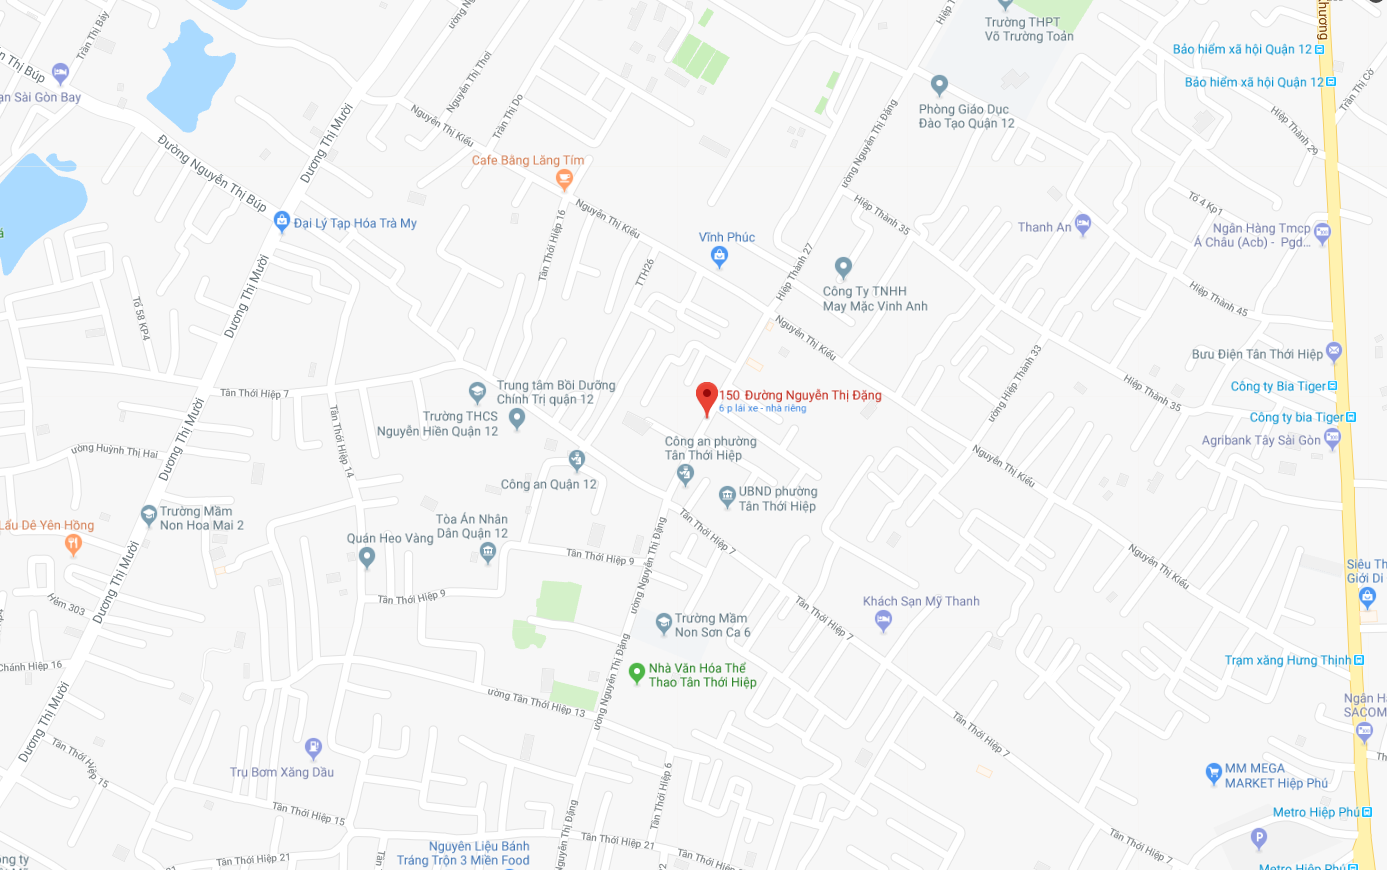 Chương
Trường THPT
Võ Trường Toản
Bảo hiểm xã hội Quận 12
Bảo hiểm xã hội Quận 12
Trần Thị Bảy
Thị Búp
Sài Gòn Bay
Nguyễn Thị Thơi
Trần Thị Do
Hiệp Th
Phòng Giáo Dục
Đào Tạo Quận 12
Trần Thị Cờ
Hiệp Thành 29
Dương Thị Mười
Nguyễn Thị Kiểu
ường Nguyễn Thị Đặng
Cafe Bằng Lăng Tím
Đường Nguyễn Thị Búp
Đại Lý Tạp Hóa Trà My
Tân Thới Hiệp 16
Nguyễn Thị Kiểu
Hiệp Thành 35
Tổ 4 Kp1
Thanh An
Ngân Hàng Tmcp
Á Châu (Acb) - Pgd...
Vĩnh Phúc
TTH26
Hiệp Thành 27
Công Ty TNHH
May Mặc Vinh Anh
Dương Thị Mười
Tổ 58 KP4
Hiệp Thành 45
Nguyễn Thị Kiểu
Bưu Điện Tân Thới Hiệp
ường Hiệp Thành 33
Công ty Bia Tiger
Hiệp Thành 35
Tân Thới Hiệp 7
Trung tâm Bồi Dưỡng
Chính Trị quận 12
150 Đường Nguyễn Thị Đặng
6 p lái xe - nhà riêng
Trường THCS
Nguyễn Hiền Quận 12
Công ty bia Tiger
Agribank Tây Sài Gòn
Dương Thị Mười
Tân Thới Hiệp 14
ường Huỳnh Thị Hai
Công an phường
Tân Thới Hiệp
Nguyễn Thị Kiểu
Công an Quận 12
UBND phường
Tân Thới Hiệp
Trường Mầm
Non Hoa Mai 2
Lẩu Dê Yên Hồng
Tòa Án Nhân
Dân Quận 12
Quán Heo Vàng
Tân Thới Hiệp 7
Tân Thới Hiệp 9
ường Nguyễn Thị Đặng
Nguyễn Thị Kiểu
Siêu Th
Giới Di
Dương Thị Mười
Hẻm 303
Tân Thới Hiệp 9
Tân Thới Hiệp 7
Khách Sạn Mỹ Thanh
Trường Mầm
Non Sơn Ca 6
Chánh Hiệp 16
Nhà Văn Hóa Thể
Thao Tân Thới Hiệp
Trạm xăng Hưng Thịnh
ường Nguyễn Thị Đặng
ường Tân Thới Hiệp 13
Dương Thị Mười
Ngân H
SACOM
Tân Thới Hiệp 7
Tân Thới Hiệp 15
Trụ Bơm Xăng Dầu
Tân Thới Hiệp 6
MM MEGA
MARKET Hiệp Phú
Tân Thới Hiệp 15
Metro Hiệp Phú
ường Nguyễn Thị Đặng
Tân Thới Hiệp 21
Tân Thới Hiệp 21
Tân Thới Hiệp 7
Nguyên Liệu Bánh
Tráng Trộn 3 Miền Food
ng ty
Metro Hiệp Phú